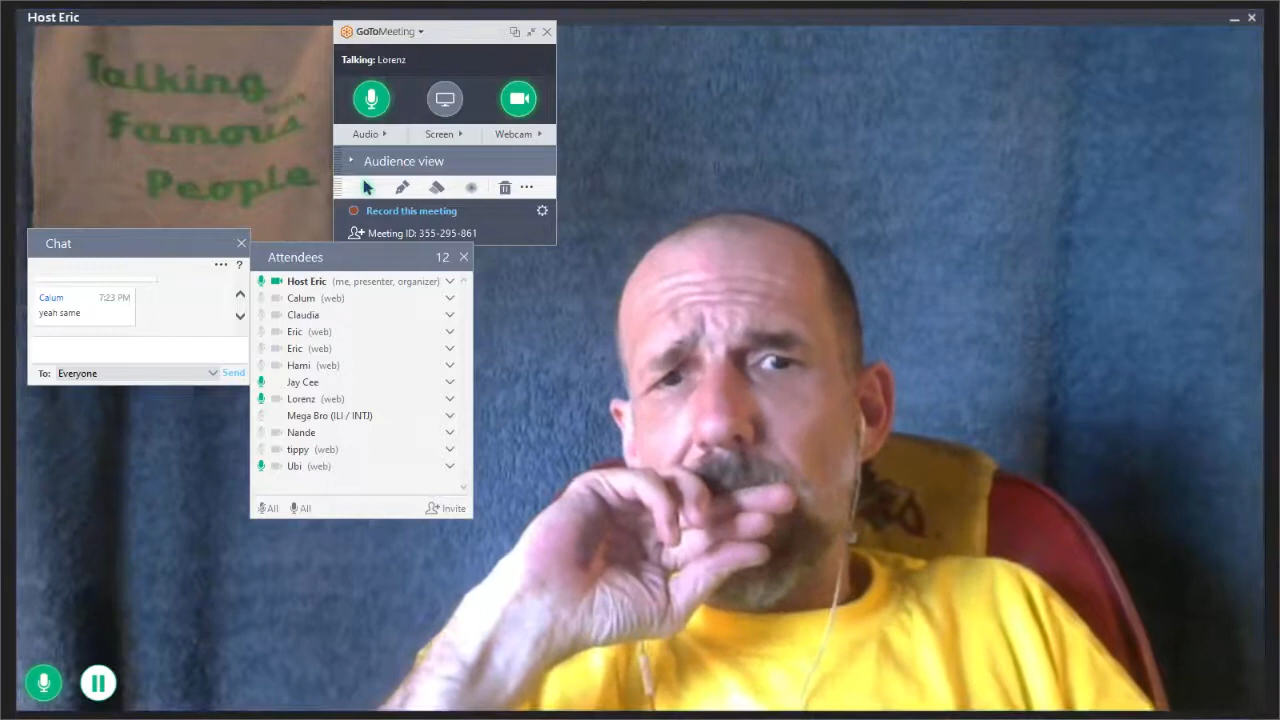 Host Eric
Talking
Famous
People
GoToMeeting
Talking: Lorenz
Audio
Screen
Webcam
Audience view
Record this meeting
Meeting ID: 355-295-861
Chat
?
Calum 7:23 PM
yeah same
To: Everyone
Send
Attendees 12
Host Eric (me, presenter, organizer)
Calum (web)
Claudia
Eric (web)
Eric (web)
Hami (web)
Jay Cee
Lorenz (web)
Mega Bro (ILI / INTJ)
Nande
tippy (web)
Ubi (web)
All
All
Invite